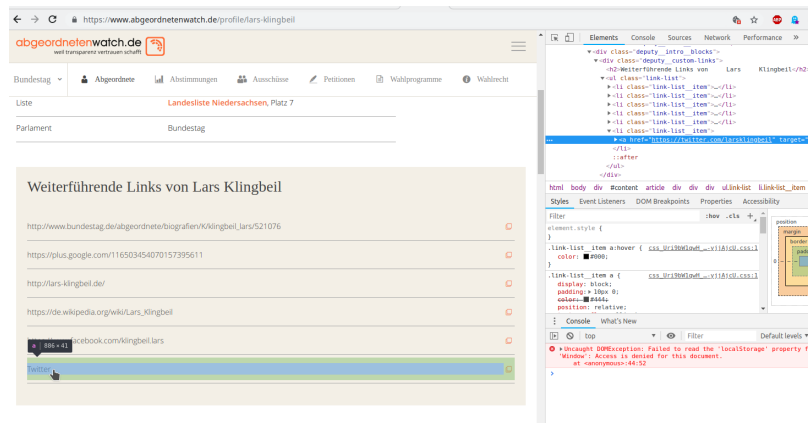 https://www.abgeordnetenwatch.de/profile/lars-klingbeil
abgeordnetenwatch.de
weil transparenz vertrauen schafft
Bundestag
Abgeordnete
Abstimmungen
Ausschüsse
Petitionen
Wahlprogramme
Wahlrecht
Liste
Landesliste Niedersachsen, Platz 7
Parlament
Bundestag
Weiterführende Links von Lars Klingbeil
http://www.bundestag.de/abgeordnete/biografien/K/klingbeil_lars/521076
https://plus.google.com/116503454070157395611
http://lars-klingbeil.de/
https://de.wikipedia.org/wiki/Lars_Klingbeil
facebook.com/klingbeil.lars
a 886 × 41
Twitter
Elements Console Sources Network Performance »
<div class="deputy__intro_blocks">
<div class="deputy__custom-links">
<h2>Weiterführende Links von Lars Klingbeil</h2>
<ul class="link-list">
<li class="link-list__item">…</li>
<li class="link-list__item">…</li>
<li class="link-list__item">…</li>
<li class="link-list__item">…</li>
<li class="link-list__item">…</li>
<li class="link-list__item">
<a href="https://twitter.com/larsklingbeil" target="
</li>
::after
</ul>
</div>
html body div #content article div div div ul.link-list li.link-list__item
Styles Event Listeners DOM Breakpoints Properties Accessibility
Filter :hov .cls +
element.style {
}
.link-list__item a:hover {
color: #000;
}
.link-list__item a {
display: block;
padding: 10px 0;
color: #444;
position: relative;
position
margin
border
padd
0
Console What's New
top Filter Default levels
Uncaught DOMException: Failed to read the 'localStorage' property f
'Window': Access is denied for this document.
at <anonymous>:44:52